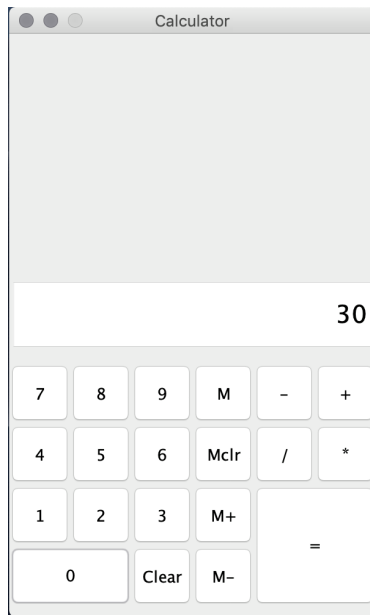 Calculator
30
7 8 9 M - +
4 5 6 Mclr / *
1 2 3 M+
=
0 Clear M-